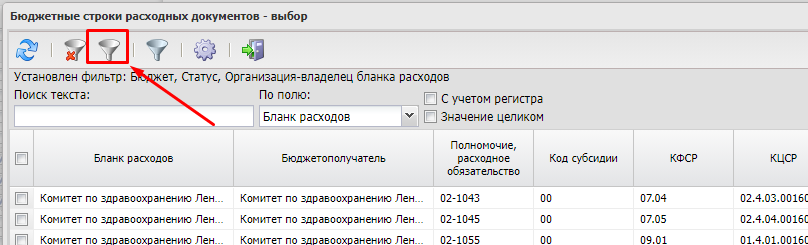 Бюджетные строки расходных документов - выбор
Установлен фильтр: Бюджет, Статус, Организация-владелец бланка расходов
Поиск текста: По полю: С учетом регистра
Бланк расходов Значение целиком
Бланк расходов Бюджетополучатель Полномочие, расходное обязательство Код субсидии КФСР КЦСР
Комитет по здравоохранению Лен... Комитет по здравоохранению Лен... 02-1043 00 07.04 02.4.03.00160
Комитет по здравоохранению Лен... Комитет по здравоохранению Лен... 02-1045 00 07.05 02.4.04.00160
Комитет по здравоохранению Лен... Комитет по здравоохранению Лен... 02-1055 00 09.01 01.4.01.00160